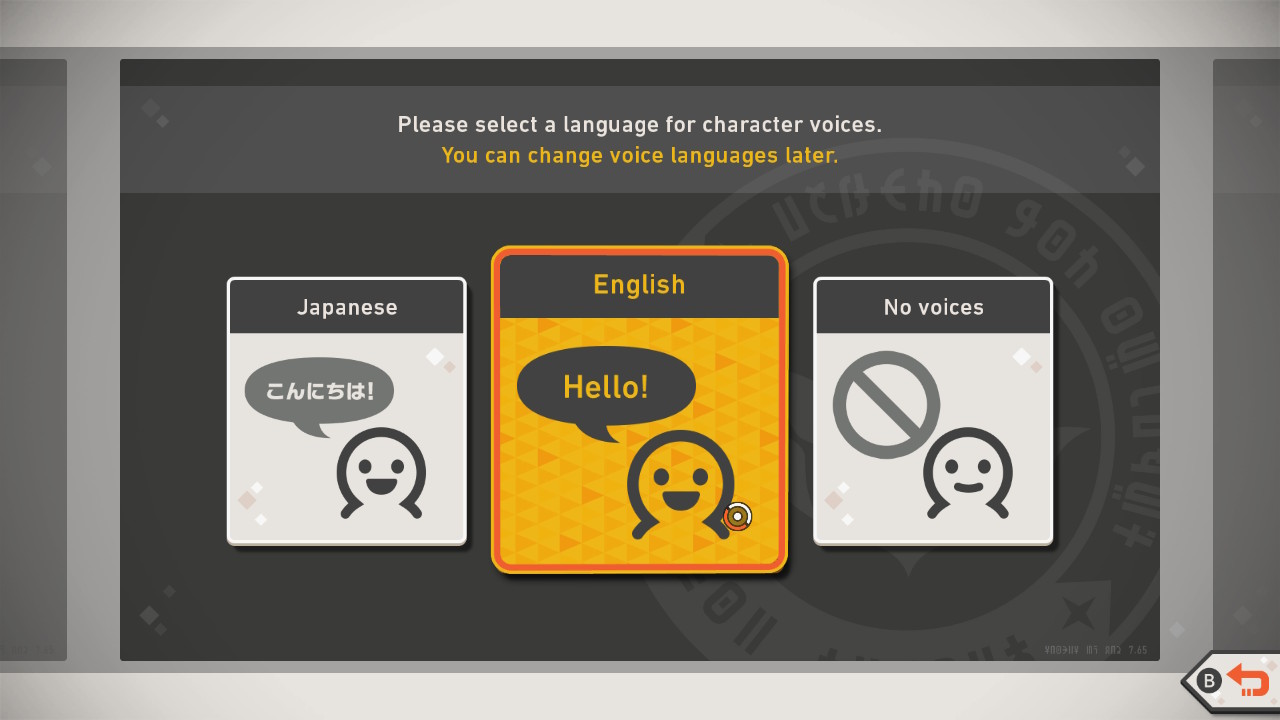 Please select a language for character voices.
You can change voice languages later.
Japanese
English
No voices
こんにちは!
Hello!
B